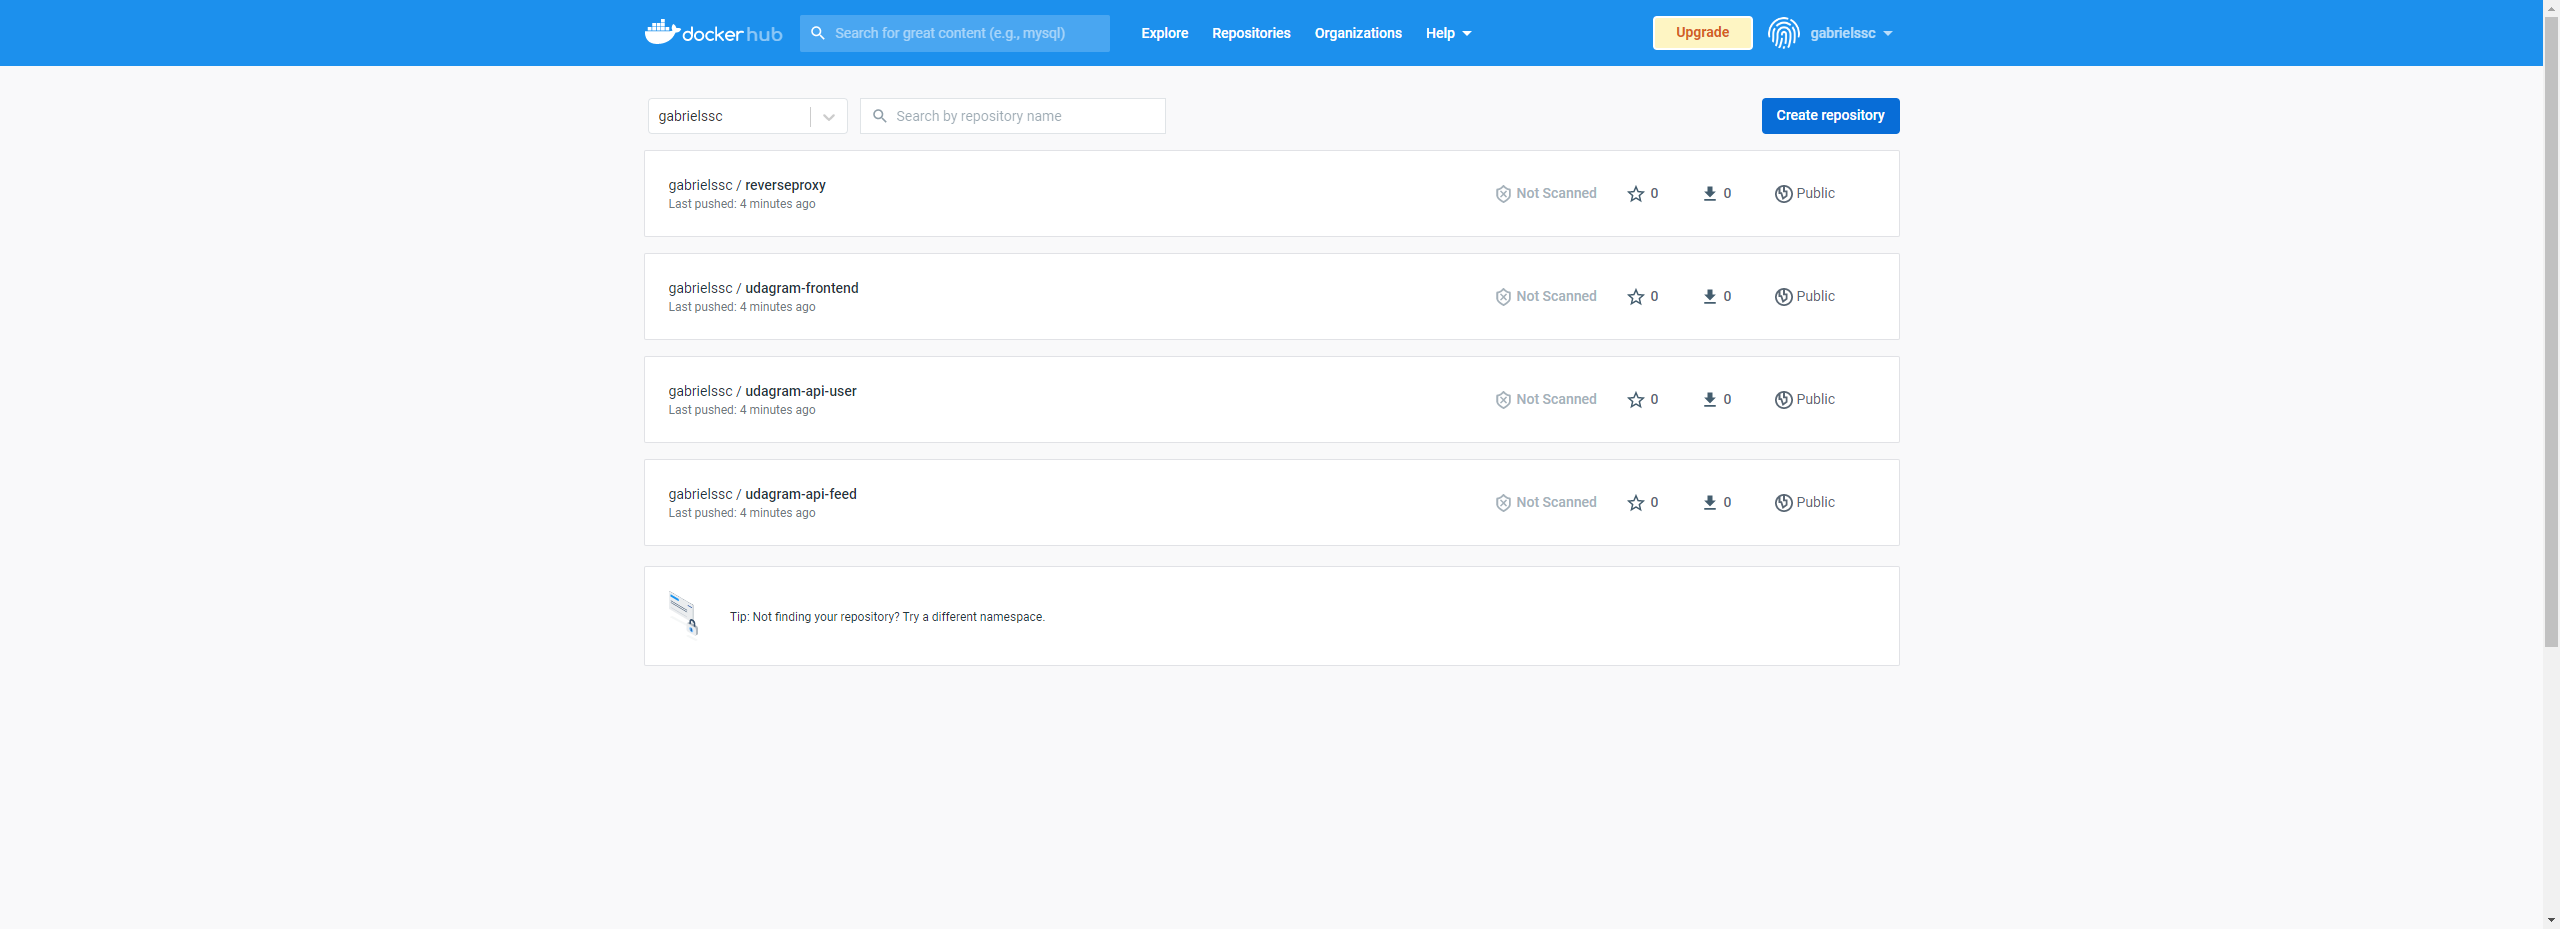 docker hub Search for great content (e.g., mysql) Explore Repositories Organizations Help Upgrade gabrielssc
gabrielssc Search by repository name Create repository
gabrielssc / reverseproxy
Last pushed: 4 minutes ago
Not Scanned 0 0 Public
gabrielssc / udagram-frontend
Last pushed: 4 minutes ago
Not Scanned 0 0 Public
gabrielssc / udagram-api-user
Last pushed: 4 minutes ago
Not Scanned 0 0 Public
gabrielssc / udagram-api-feed
Last pushed: 4 minutes ago
Not Scanned 0 0 Public
Tip: Not finding your repository? Try a different namespace.